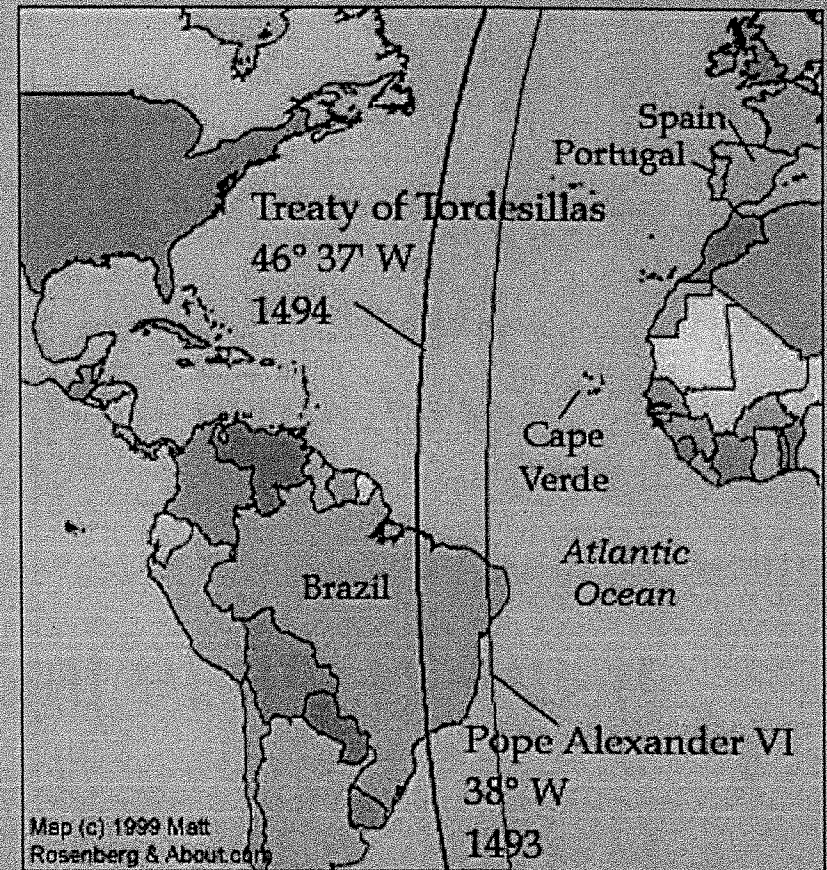 Spain
Portugal
Treaty of Tordesillas
46° 37' W
1494
Cape
Verde
Atlantic
Ocean
Brazil
Pope Alexander VI
38° W
1493
Map (c) 1999 Matt
Rosenberg & About.com